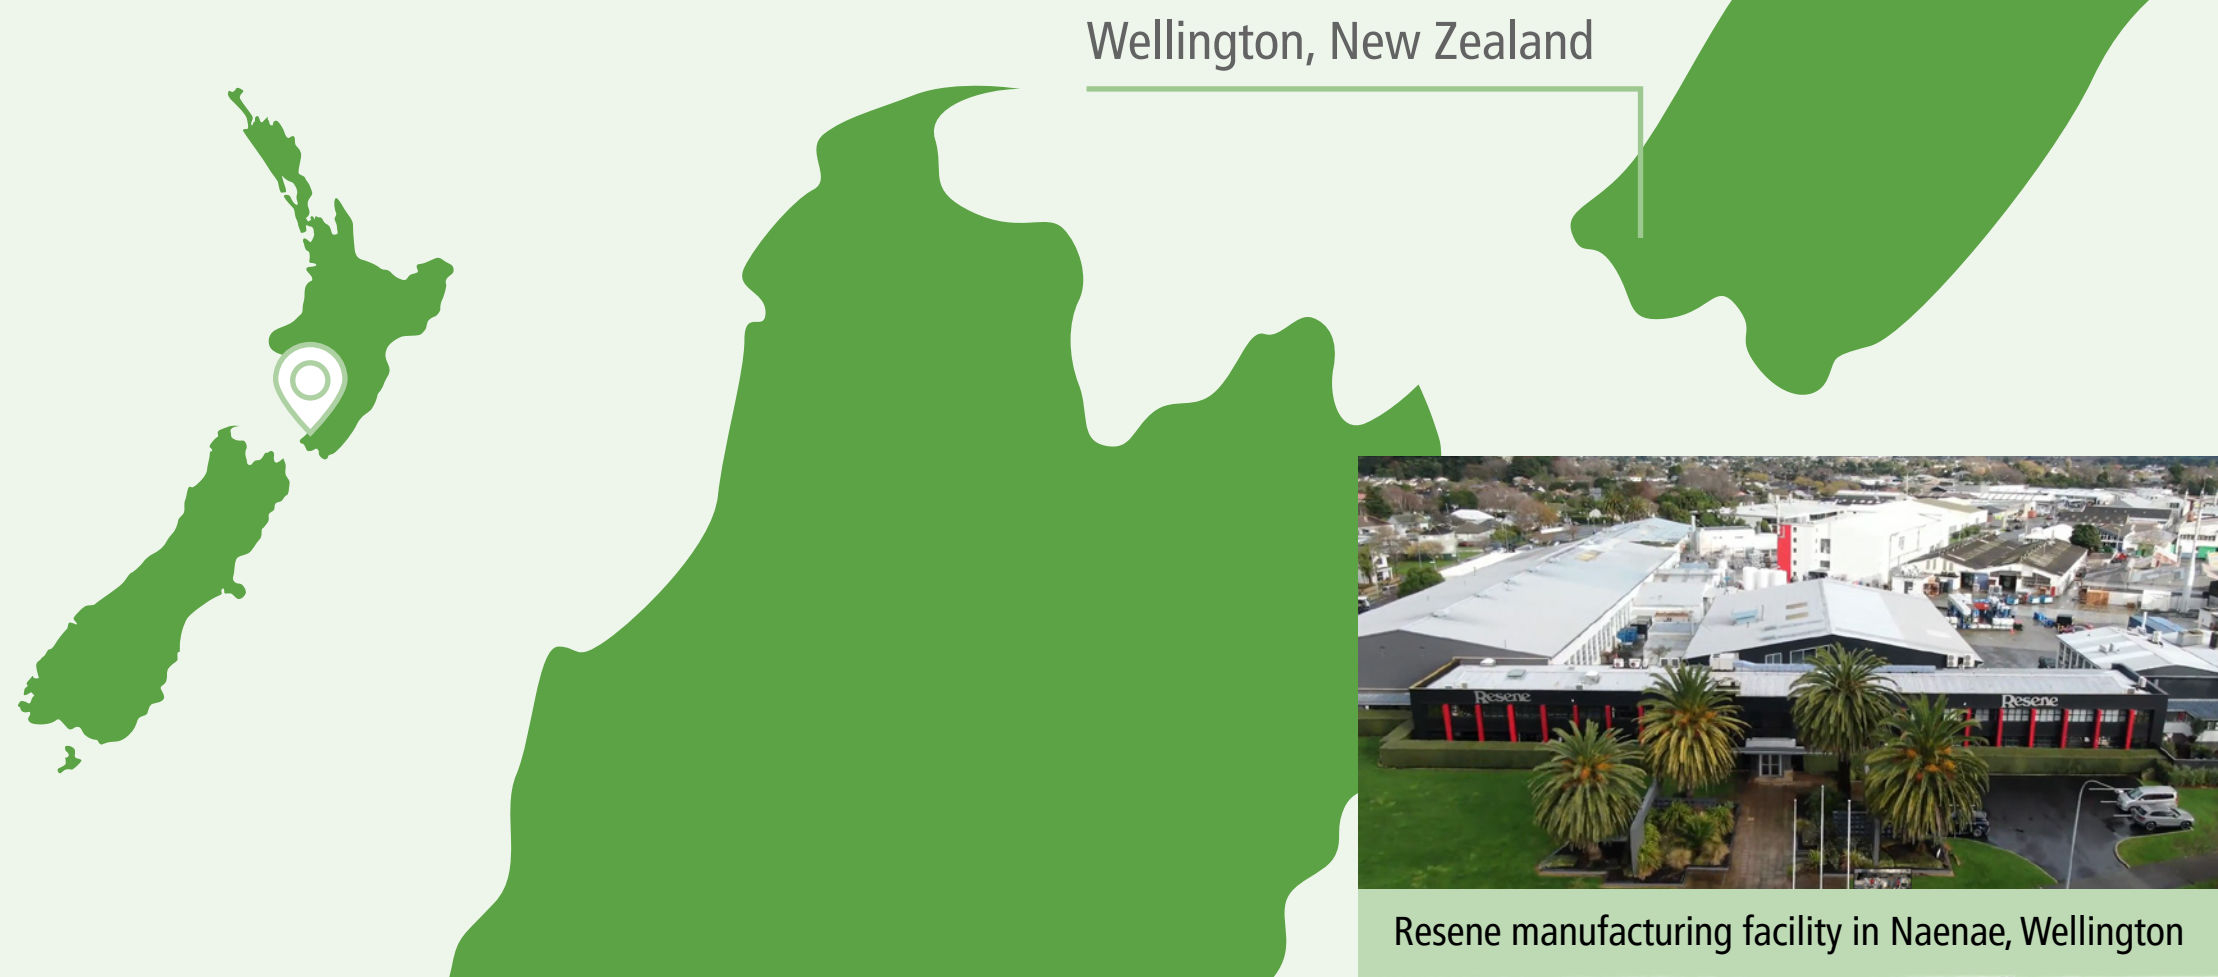 Wellington, New Zealand
Resene
Resene
Resene manufacturing facility in Naenae, Wellington